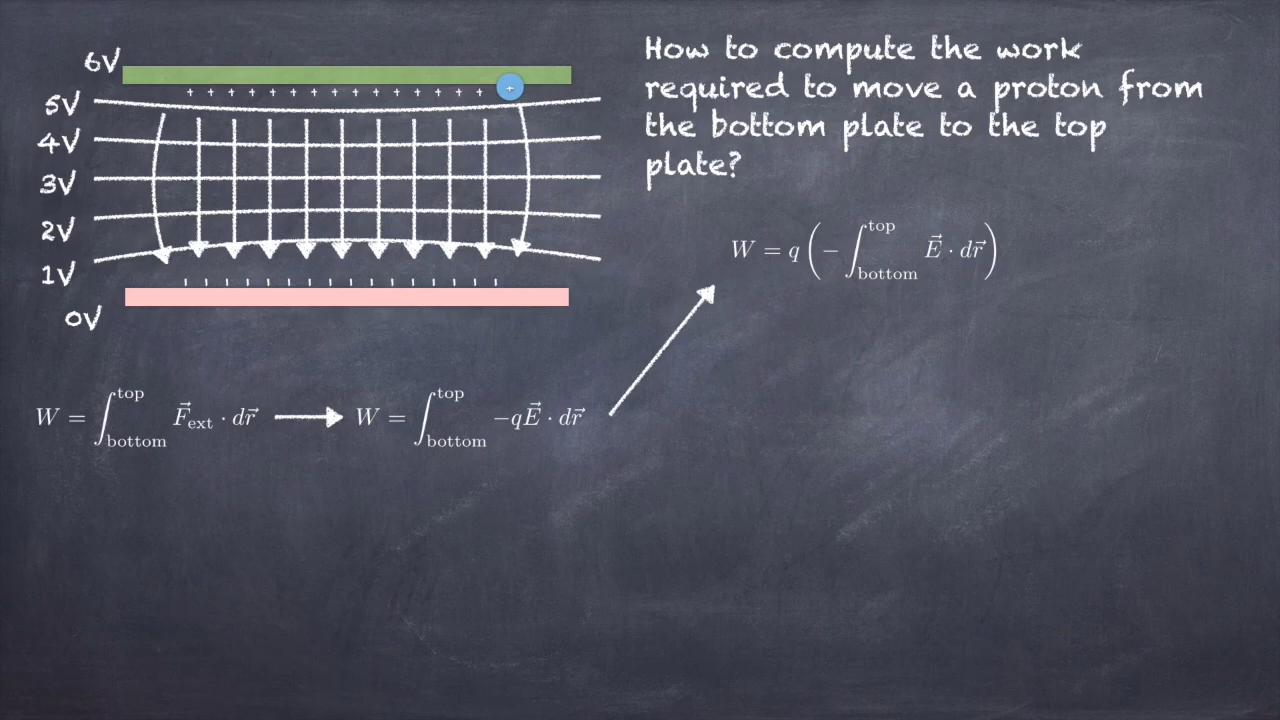 6V
+ + + + + + + + + + + + + + + +
5V
4V
3V
2V
1V
0V
How to compute the work
required to move a proton from
the bottom plate to the top
plate?
W = q ( − ∫_bottom^top E⃗ · dr⃗ )
W = ∫_bottom^top F⃗_ext · dr⃗
W = ∫_bottom^top −qE⃗ · dr⃗